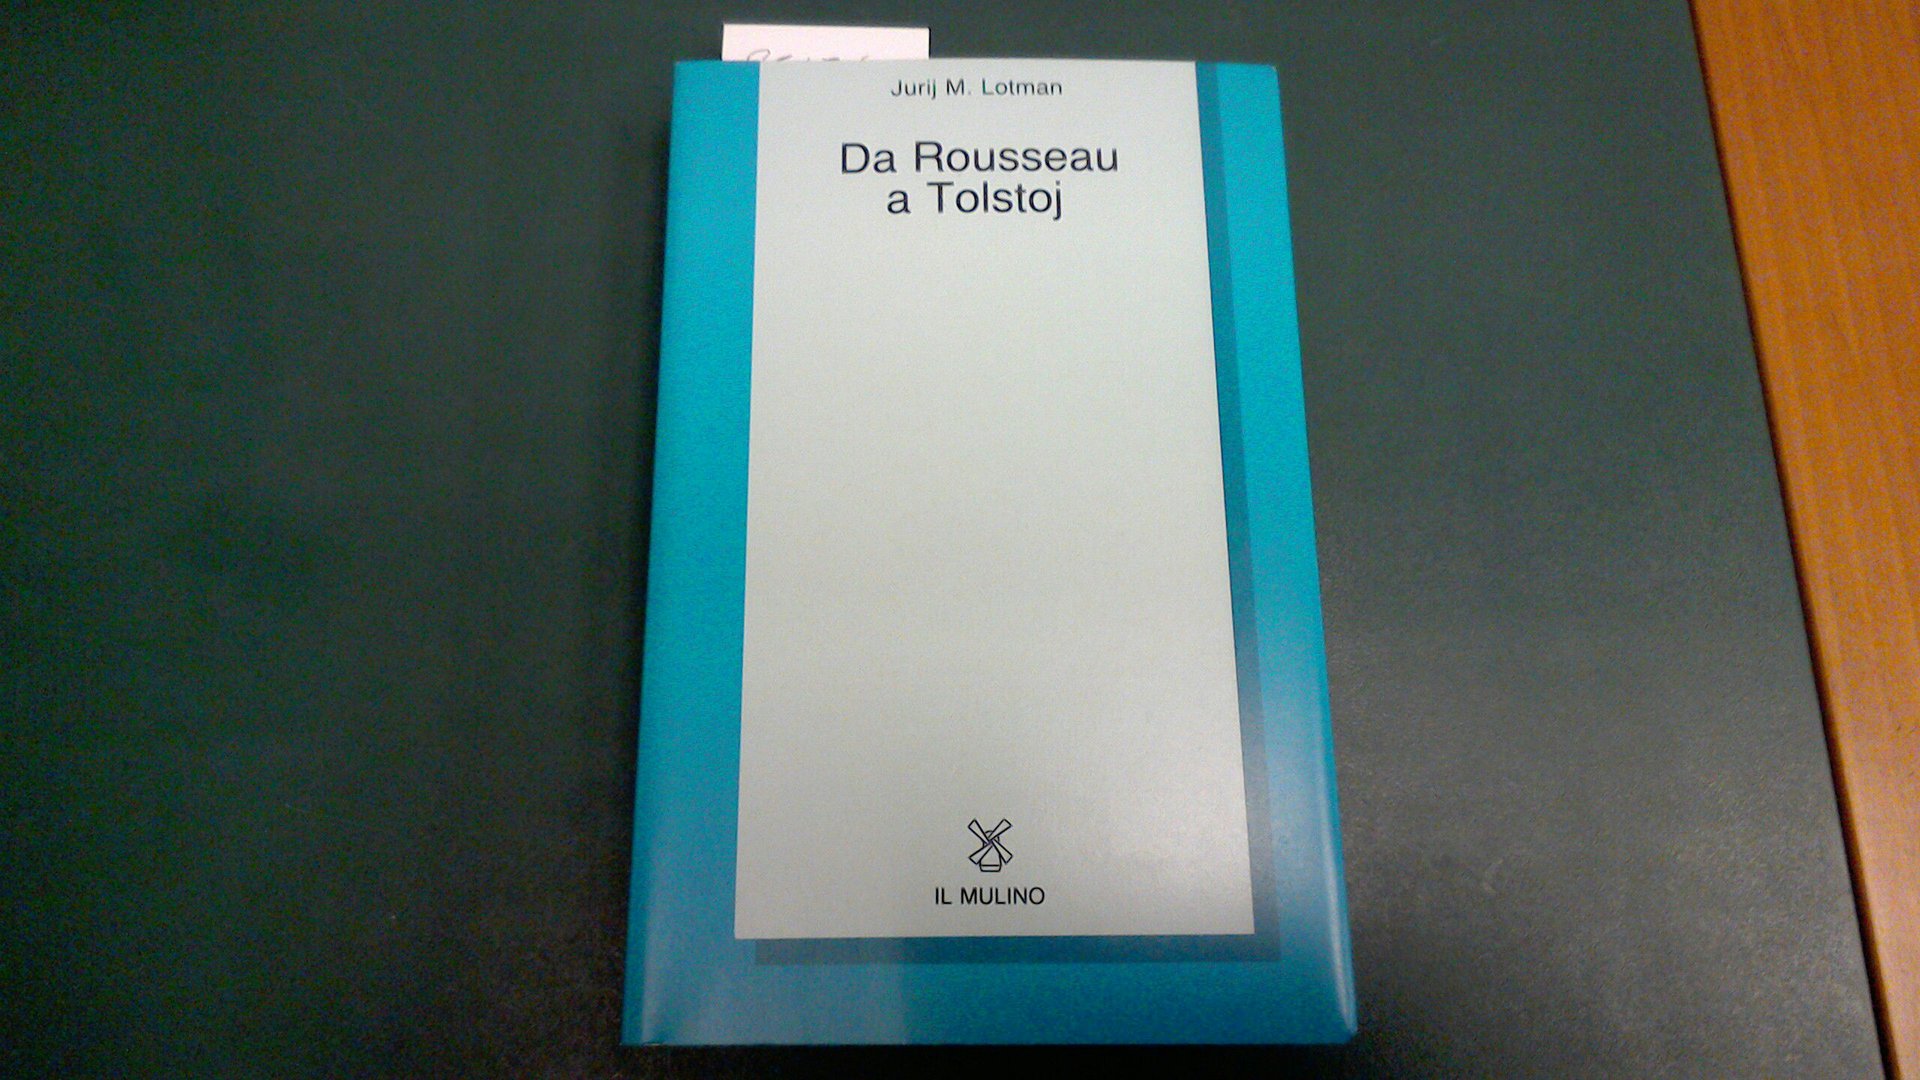 Jurij M. Lotman
Da Rousseau
a Tolstoj
IL MULINO